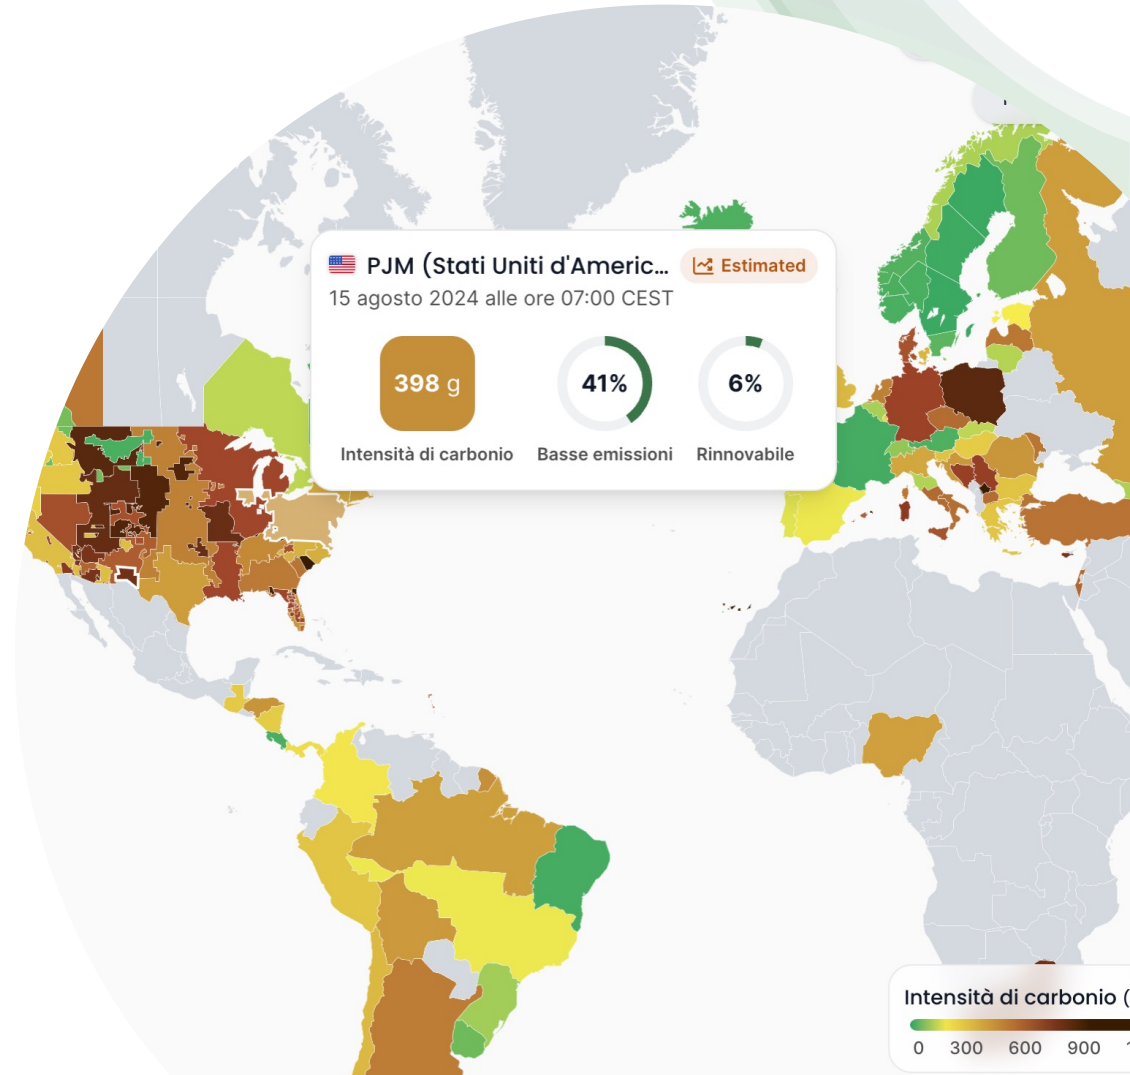 PJM (Stati Uniti d'Americ...
Estimated
15 agosto 2024 alle ore 07:00 CEST
398 g
41%
6%
Intensità di carbonio
Basse emissioni
Rinnovabile
Intensità di carbonio (
0 300 600 900